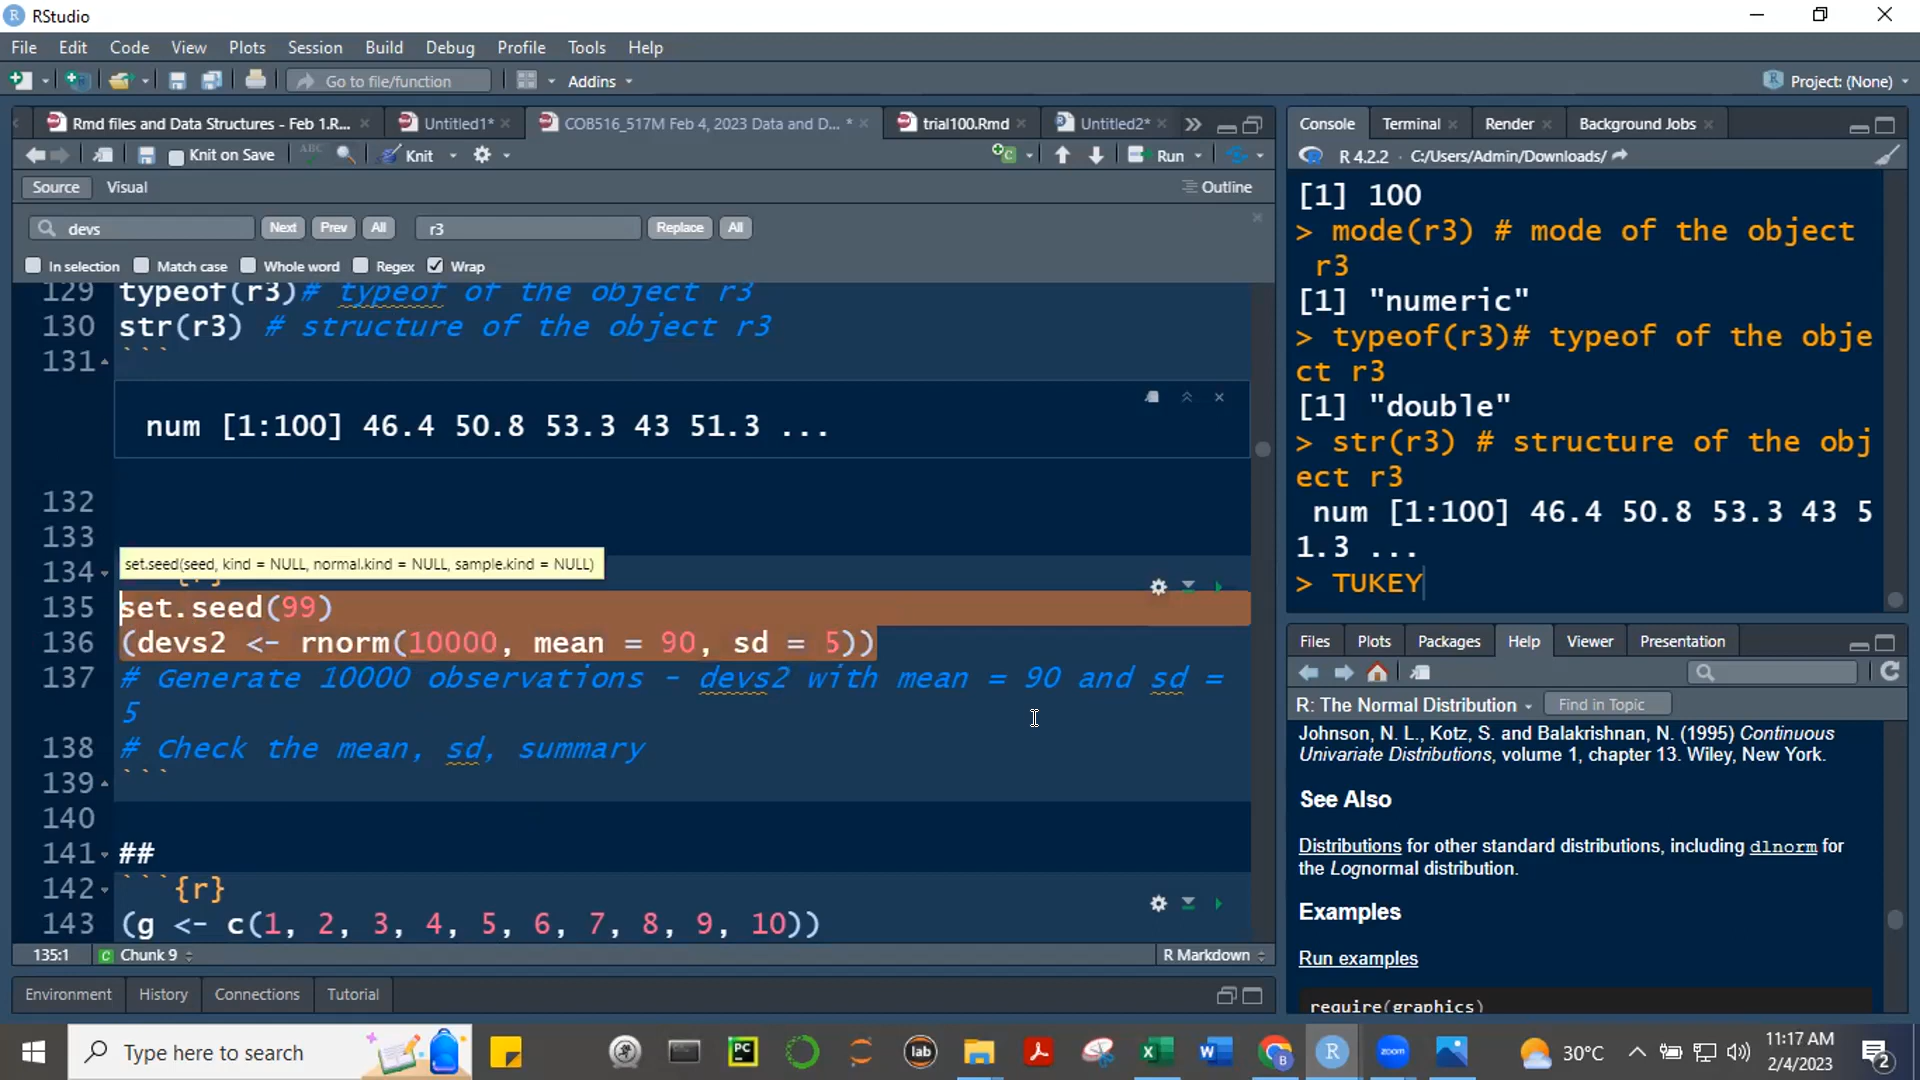 RStudio
File Edit Code View Plots Session Build Debug Profile Tools Help
Go to file/function Addins Project: (None)
Rmd files and Data Structures - Feb 1.R... Untitled1* COB516_517M Feb 4, 2023 Data and D... * trial100.Rmd Untitled2*
Knit on Save ABC Knit Run
Source Visual Outline
devs Next Prev All r3 Replace All
In selection Match case Whole word Regex Wrap
129 typeof(r3)# typeof of the object r3
130 str(r3) # structure of the object r3
131 ```
num [1:100] 46.4 50.8 53.3 43 51.3 ...
132
133
set.seed(seed, kind = NULL, normal.kind = NULL, sample.kind = NULL)
134
135 set.seed(99)
136 (devs2 <- rnorm(10000, mean = 90, sd = 5))
137 # Generate 10000 observations - devs2 with mean = 90 and sd =
5
138 # Check the mean, sd, summary
139 ```
140
141 ##
142 ```{r}
143 (g <- c(1, 2, 3, 4, 5, 6, 7, 8, 9, 10))
135:1 C Chunk 9 R Markdown
Environment History Connections Tutorial
Console Terminal Render Background Jobs
R 4.2.2 · C:/Users/Admin/Downloads/
[1] 100
> mode(r3) # mode of the object
r3
[1] "numeric"
> typeof(r3)# typeof of the obje
ct r3
[1] "double"
> str(r3) # structure of the obj
ect r3
num [1:100] 46.4 50.8 53.3 43 5
1.3 ...
> TUKEY
Files Plots Packages Help Viewer Presentation
R: The Normal Distribution Find in Topic
Johnson, N. L., Kotz, S. and Balakrishnan, N. (1995) Continuous
Univariate Distributions, volume 1, chapter 13. Wiley, New York.
See Also
Distributions for other standard distributions, including dlnorm for
the Lognormal distribution.
Examples
Run examples
require(graphics)
Type here to search
PC
lab
R
zoom
30°C
11:17 AM
2/4/2023
2